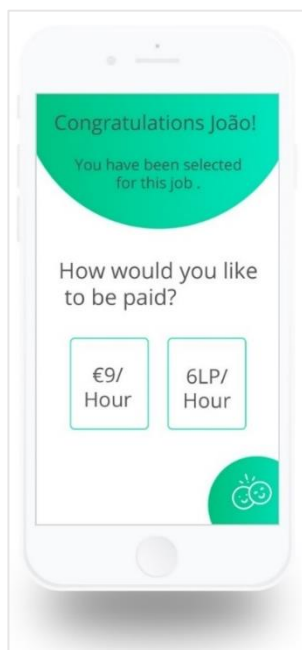 Congratulations João!
You have been selected
for this job .
How would you like
to be paid?
€9/
Hour
6LP/
Hour